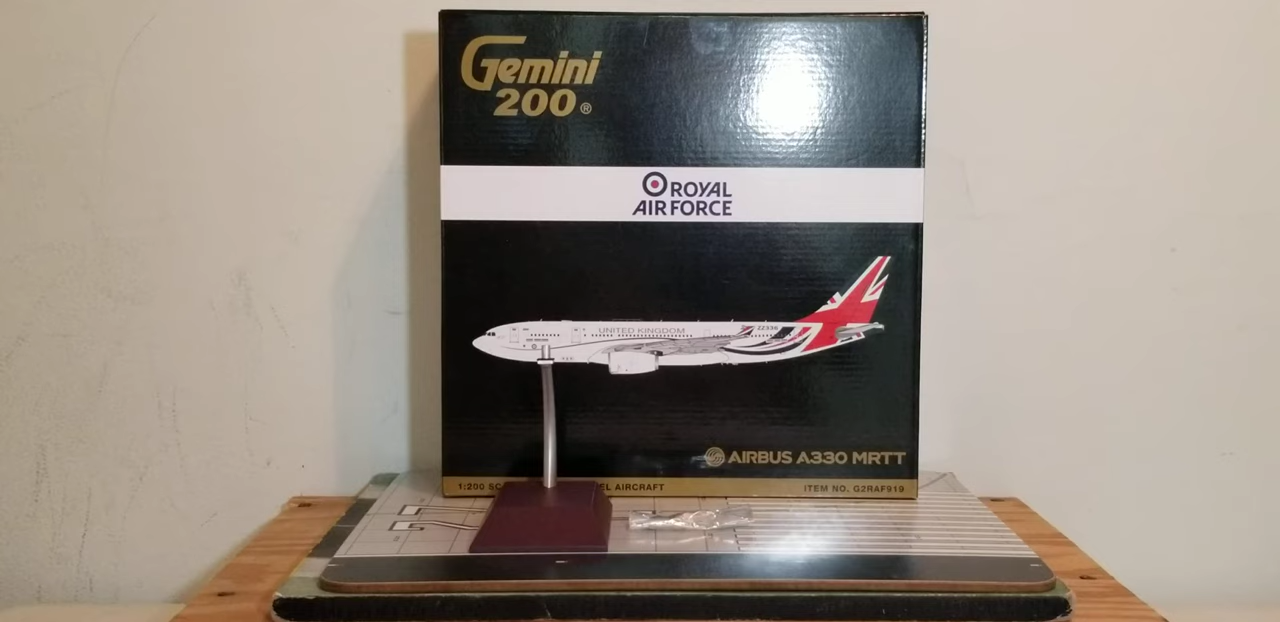 Gemini
200®
ROYAL
AIR FORCE
UNITED KINGDOM
ZZ336
AIRBUS A330 MRTT
1:200 SC EL AIRCRAFT
ITEM NO. G2RAF919